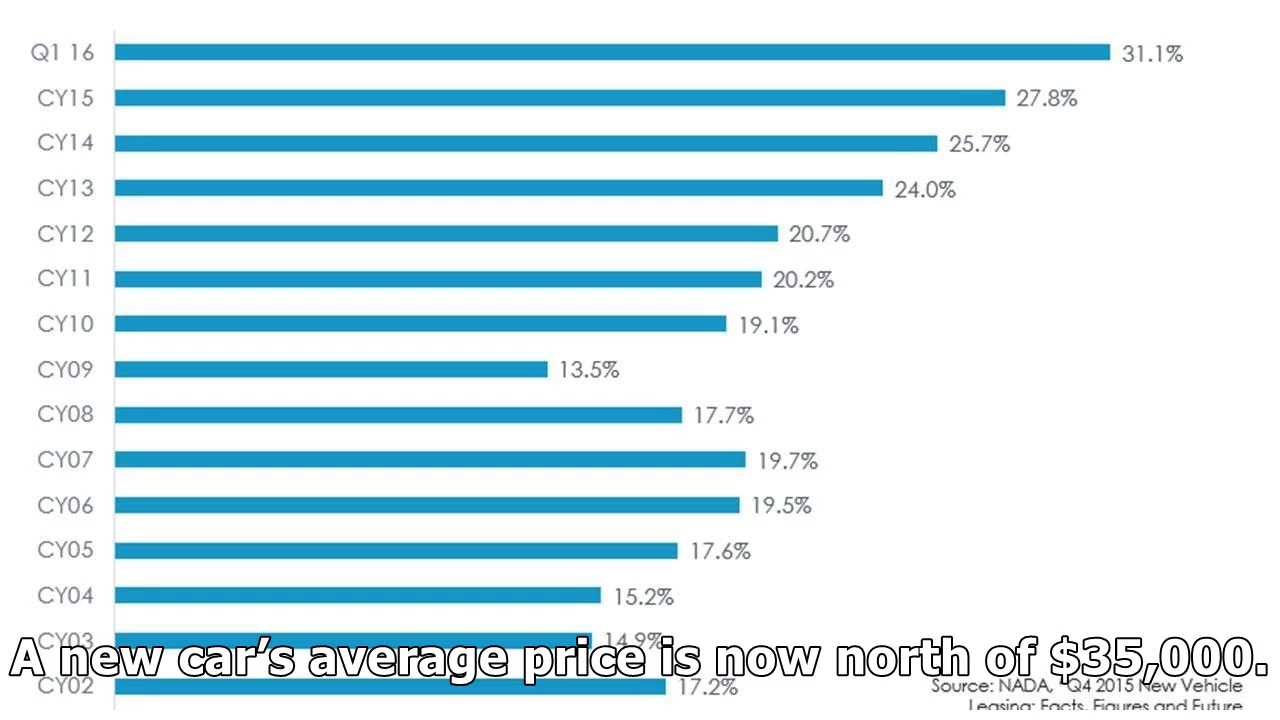 Q1 16 31.1%
CY15 27.8%
CY14 25.7%
CY13 24.0%
CY12 20.7%
CY11 20.2%
CY10 19.1%
CY09 13.5%
CY08 17.7%
CY07 19.7%
CY06 19.5%
CY05 17.6%
CY04 15.2%
CY03 14.9%
A new car’s average price is now north of $35,000.
CY02 17.2%
Source: NADA, "Q4 2015 New Vehicle
Leasing: Facts, Figures and Future